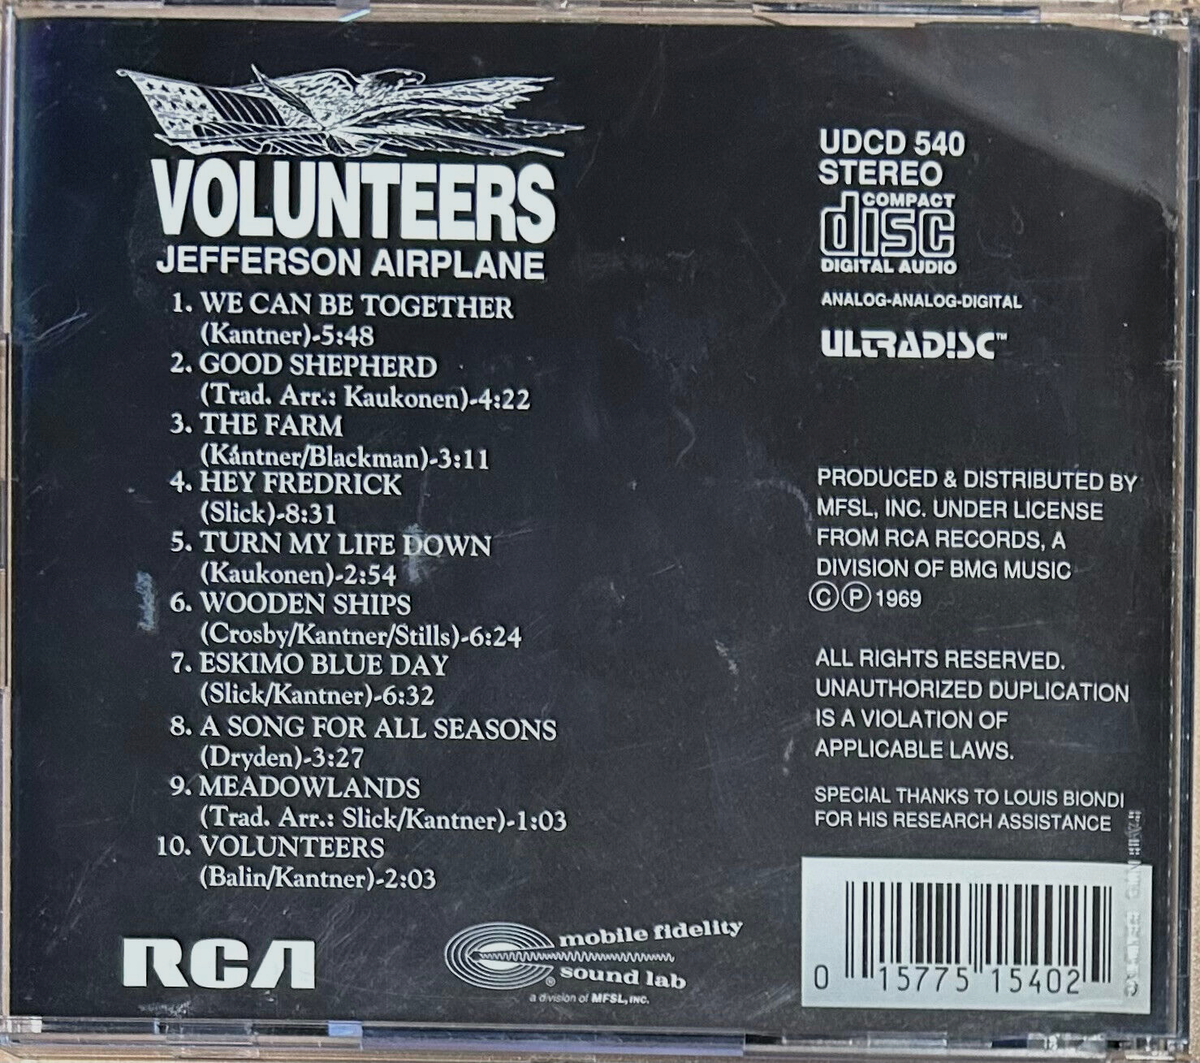 VOLUNTEERS
JEFFERSON AIRPLANE
1. WE CAN BE TOGETHER
(Kantner)-5:48
2. GOOD SHEPHERD
(Trad. Arr.: Kaukonen)-4:22
3. THE FARM
(Kantner/Blackman)-3:11
4. HEY FREDRICK
(Slick)-8:31
5. TURN MY LIFE DOWN
(Kaukonen)-2:54
6. WOODEN SHIPS
(Crosby/Kantner/Stills)-6:24
7. ESKIMO BLUE DAY
(Slick/Kantner)-6:32
8. A SONG FOR ALL SEASONS
(Dryden)-3:27
9. MEADOWLANDS
(Trad. Arr.: Slick/Kantner)-1:03
10. VOLUNTEERS
(Balin/Kantner)-2:03
RCA
mobile fidelity
sound lab
®
a division of MFSL, INC.
UDCD 540
STEREO
COMPACT
disc
DIGITAL AUDIO
ANALOG-ANALOG-DIGITAL
ULTRADISC™
PRODUCED & DISTRIBUTED BY
MFSL, INC. UNDER LICENSE
FROM RCA RECORDS, A
DIVISION OF BMG MUSIC
Ⓒ Ⓟ 1969
ALL RIGHTS RESERVED.
UNAUTHORIZED DUPLICATION
IS A VIOLATION OF
APPLICABLE LAWS.
SPECIAL THANKS TO LOUIS BIONDI
FOR HIS RESEARCH ASSISTANCE
0 15775 15402